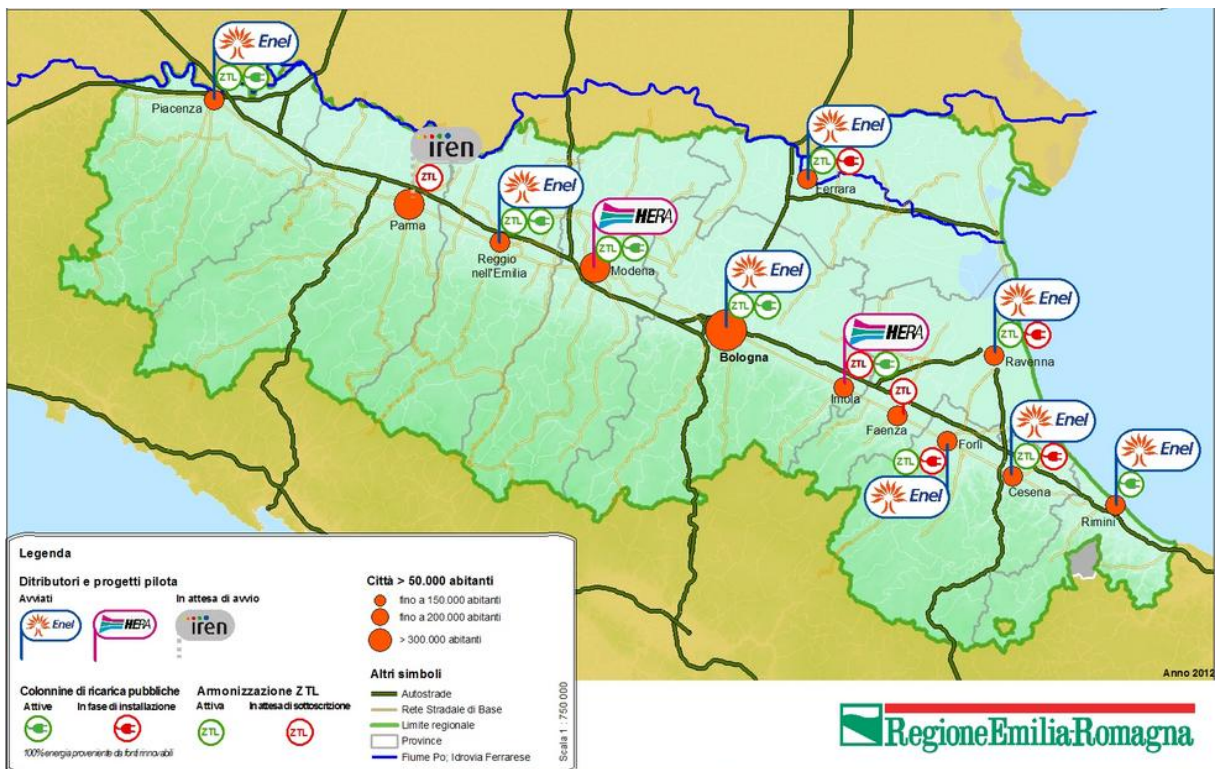 Enel
ZTL
Piacenza
iren
ZTL
Parma
Enel
ZTL
Reggio
nell'Emilia
HERA
ZTL
Modena
Enel
ZTL
Ferrara
Enel
ZTL
Bologna
HERA
ZTL
Imola
ZTL
Faenza
Enel
ZTL
Ravenna
Forlì
ZTL
Enel
Enel
ZTL
Cesena
Enel
Rimini
Anno 2012
Legenda
Ditributori e progetti pilota
Avviati
In attesa di avvio
Enel
HERA
iren
Colonnine di ricarica pubbliche
Attive
In fase di installazione
100% energia proveniente da fonti rinnovabili
Armonizzazione ZTL
Attiva
In attesa di sottoscrizione
ZTL
ZTL
Città > 50.000 abitanti
fino a 150.000 abitanti
fino a 200.000 abitanti
> 300.000 abitanti
Altri simboli
Autostrade
Rete Stradale di Base
Limite regionale
Province
Fiume Po; Idrovia Ferrarese
Scala 1 : 750 000
RegioneEmilia-Romagna